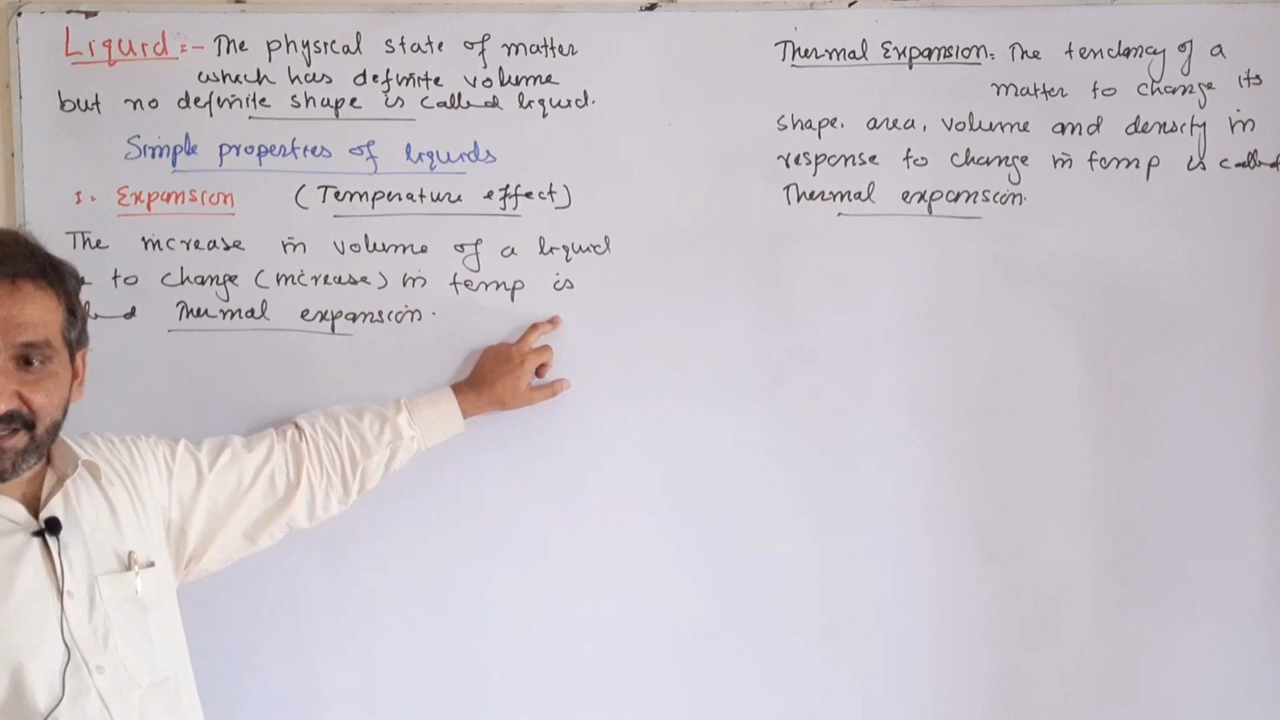 Liquid :- The physical state of matter
which has definite volume
but no definite shape is called liquid.
Simple properties of liquids
1. Expansion (Temperature effect)
The increase in volume of a liquid
to change (increase) in temp is
Thermal expansion.
Thermal Expansion: The tendency of a
matter to change its
shape, area, volume and density in
response to change in temp is called
Thermal expansion.